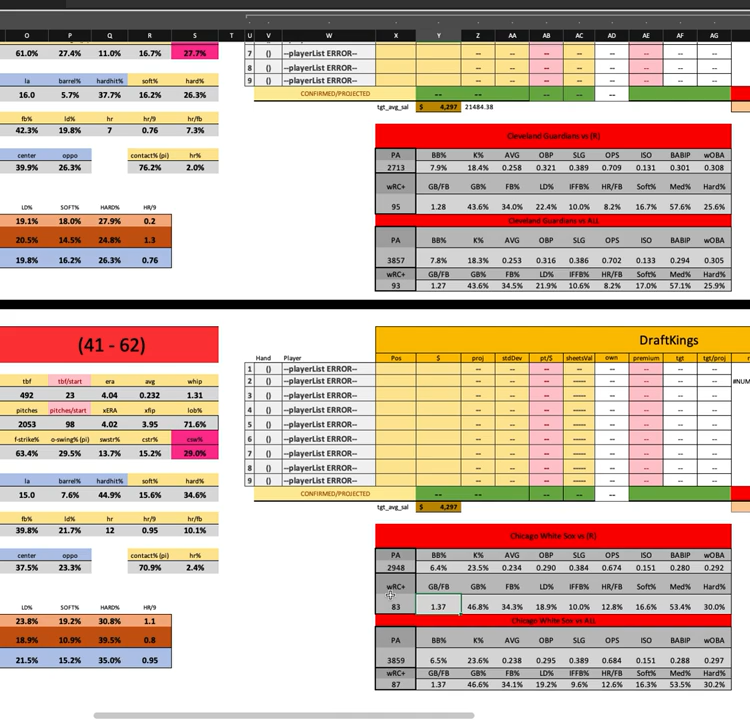 O P Q R S T U V W X Y Z AA AB AC AD AE AF AG
61.0% 27.4% 11.0% 16.7% 27.7% 7 () --playerList ERROR-- -- -- -- -- -- -- -- --
8 () --playerList ERROR-- -- -- -- -- -- -- -- --
la barrel% hardhit% soft% hard% 9 () --playerList ERROR-- -- -- -- -- -- -- -- --
16.0 5.7% 37.7% 16.2% 26.3% CONFIRMED/PROJECTED -- -- -- -- -- --
tgt_avg_sal $ 4,297 21484.38
fb% ld% hr hr/9 hr/fb
42.3% 19.8% 7 0.76 7.3%
Cleveland Guardians vs (R)
center oppo contact% (pi) hr% PA BB% K% AVG OBP SLG OPS ISO BABIP wOBA
39.9% 26.3% 76.2% 2.0% 2713 7.9% 18.4% 0.258 0.321 0.388 0.709 0.131 0.301 0.308
wRC+ GB/FB GB% FB% LD% IFFB% HR/FB Soft% Med% Hard%
LD% SOFT% HARD% HR/9 95 1.28 43.6% 34.0% 22.4% 10.0% 8.2% 16.7% 57.6% 25.6%
19.1% 18.0% 27.9% 0.2 Cleveland Guardians vs ALL
20.5% 14.5% 24.8% 1.3 PA BB% K% AVG OBP SLG OPS ISO BABIP wOBA
19.8% 16.2% 26.3% 0.76 3857 7.8% 18.3% 0.253 0.316 0.386 0.702 0.133 0.294 0.305
wRC+ GB/FB GB% FB% LD% IFFB% HR/FB Soft% Med% Hard%
93 1.27 43.6% 34.5% 21.9% 10.6% 8.2% 17.0% 57.1% 25.9%
(41 - 62) DraftKings
Hand Player Pos $ proj stdDev pt/$ sheetsVal own premium tgt tgt/proj
1 () --playerList ERROR-- -- -- -- ----- -- -- --
tbf tbf/start era avg whip 2 () --playerList ERROR-- -- -- -- ----- -- -- -- #NUM
492 23 4.04 0.232 1.31 3 () --playerList ERROR-- -- -- -- ----- -- -- --
pitches pitches/start xERA xfip lob% 4 () --playerList ERROR-- -- -- -- ----- -- -- --
2053 98 4.02 3.95 71.6% 5 () --playerList ERROR-- -- -- -- ----- -- -- --
f-strike% o-swing% (pi) swstr% cstr% csw% 6 () --playerList ERROR-- -- -- -- ----- -- -- --
63.4% 29.5% 13.7% 15.2% 29.0% 7 () --playerList ERROR-- -- -- -- ----- -- -- --
8 () --playerList ERROR-- -- -- -- ----- -- -- --
la barrel% hardhit% soft% hard% 9 () --playerList ERROR-- -- -- -- ----- -- -- --
15.0 7.6% 44.9% 15.6% 34.6% CONFIRMED/PROJECTED -- -- -- -- -- --
tgt_avg_sal $ 4,297
fb% ld% hr hr/9 hr/fb
39.8% 21.7% 12 0.95 10.1%
Chicago White Sox vs (R)
center oppo contact% (pi) hr% PA BB% K% AVG OBP SLG OPS ISO BABIP wOBA
37.5% 23.3% 70.9% 2.4% 2948 6.4% 23.5% 0.234 0.290 0.384 0.674 0.151 0.280 0.292
wRC+ GB/FB GB% FB% LD% IFFB% HR/FB Soft% Med% Hard%
LD% SOFT% HARD% HR/9 83 1.37 46.8% 34.3% 18.9% 10.0% 12.8% 16.6% 53.4% 30.0%
23.8% 19.2% 30.8% 1.1 Chicago White Sox vs ALL
18.9% 10.9% 39.5% 0.8 PA BB% K% AVG OBP SLG OPS ISO BABIP wOBA
21.5% 15.2% 35.0% 0.95 3859 6.5% 23.6% 0.238 0.295 0.389 0.684 0.151 0.288 0.297
wRC+ GB/FB GB% FB% LD% IFFB% HR/FB Soft% Med% Hard%
87 1.37 46.6% 34.1% 19.2% 9.6% 12.6% 16.3% 53.5% 30.2%